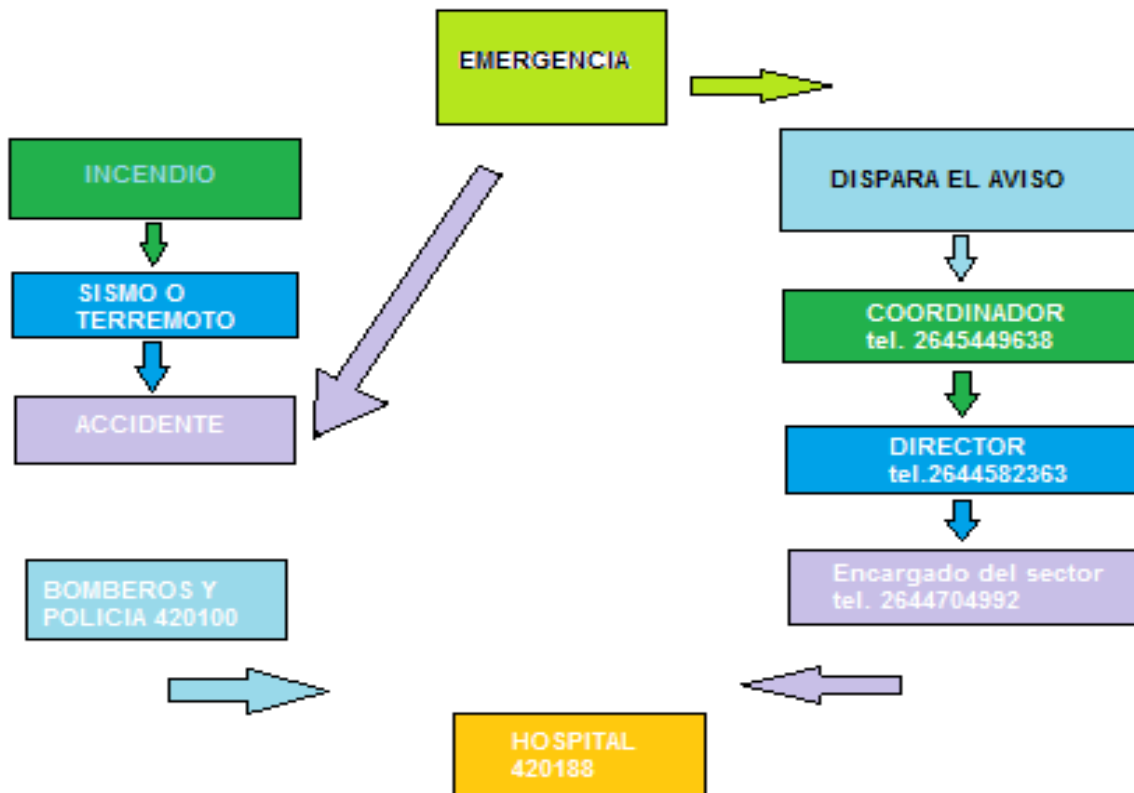 EMERGENCIA
INCENDIO
DISPARA EL AVISO
SISMO O
TERREMOTO
COORDINADOR
tel. 2645449638
ACCIDENTE
DIRECTOR
tel.2644582363
BOMBEROS Y
POLICIA 420100
Encargado del sector
tel. 2644704992
HOSPITAL
420188